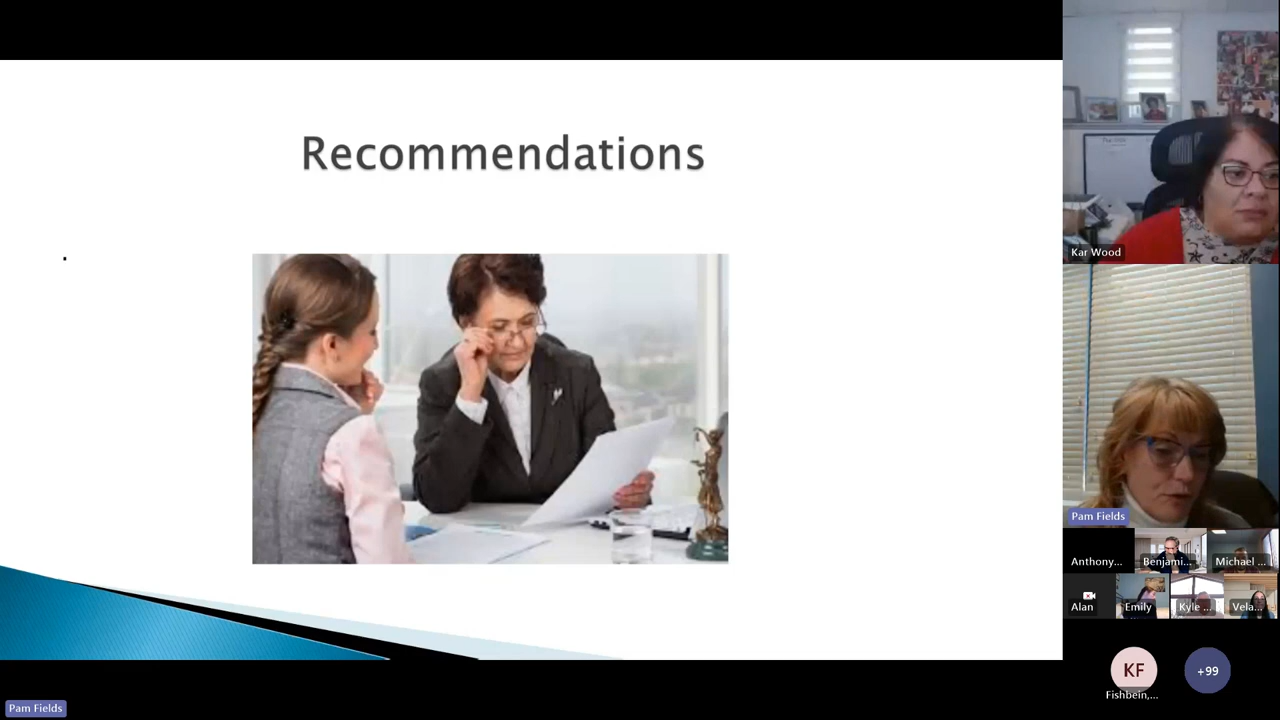 Recommendations
.
Kar Wood
Pam Fields
Anthony...
Benjami...
Michael ...
Alan
Emily
Kyle ...
Vela...
KF
+99
Fishbein,...
Pam Fields